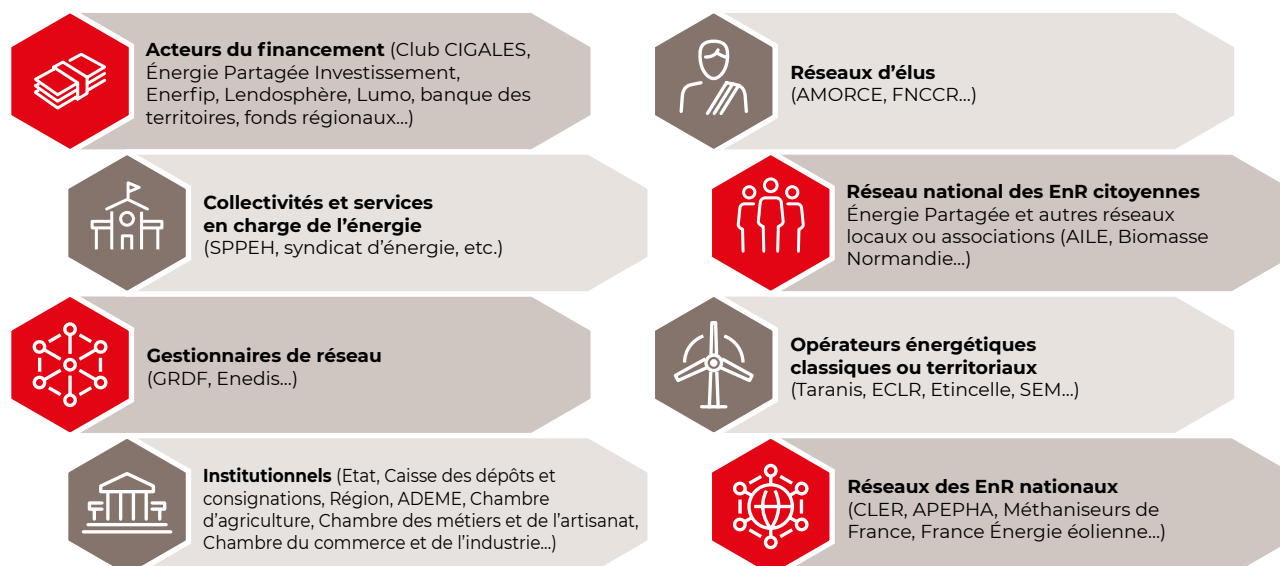 Acteurs du financement (Club CIGALES,
Énergie Partagée Investissement,
Enerfip, Lendosphère, Lumo, banque des
territoires, fonds régionaux...)
Réseaux d’élus
(AMORCE, FNCCR...)
Collectivités et services
en charge de l’énergie
(SPPEH, syndicat d’énergie, etc.)
Réseau national des EnR citoyennes
Énergie Partagée et autres réseaux
locaux ou associations (AILE, Biomasse
Normandie...)
Gestionnaires de réseau
(GRDF, Enedis...)
Opérateurs énergétiques
classiques ou territoriaux
(Taranis, ECLR, Etincelle, SEM...)
Institutionnels (Etat, Caisse des dépôts et
consignations, Région, ADEME, Chambre
d’agriculture, Chambre des métiers et de l’artisanat,
Chambre du commerce et de l’industrie...)
Réseaux des EnR nationaux
(CLER, APEPHA, Méthaniseurs de
France, France Énergie éolienne...)